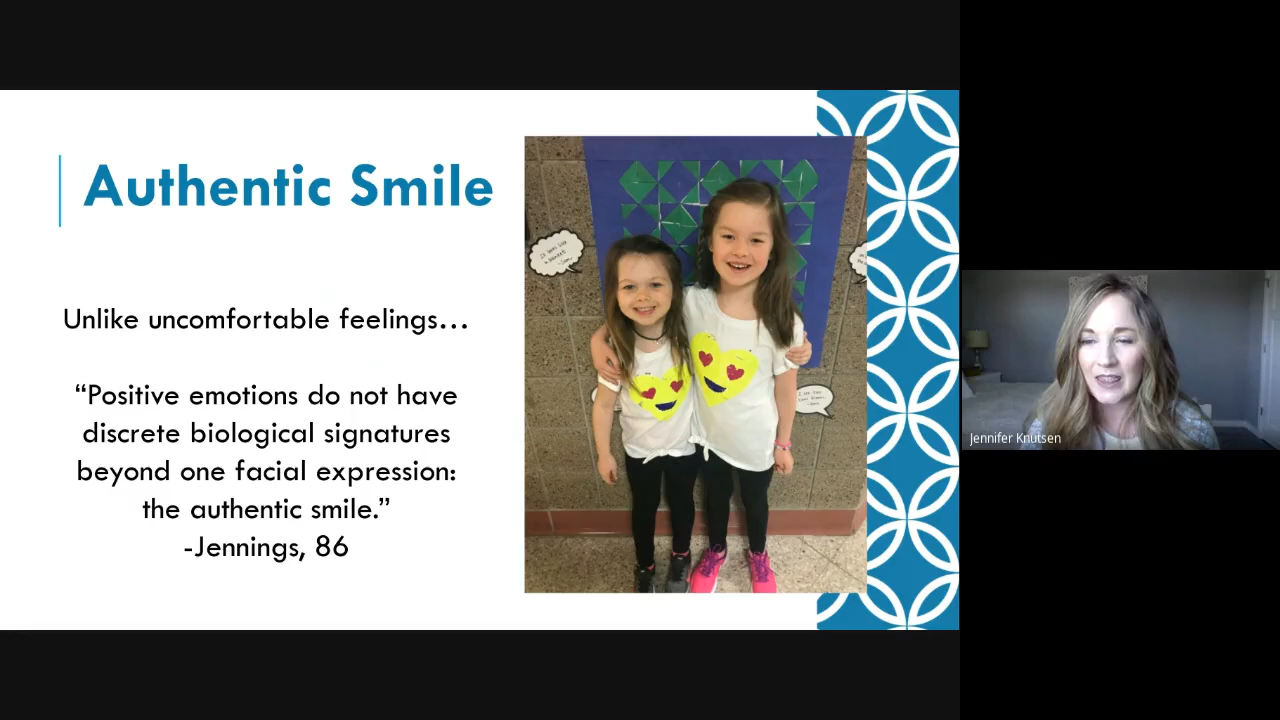 Authentic Smile
Unlike uncomfortable feelings…
“Positive emotions do not have
discrete biological signatures
beyond one facial expression:
the authentic smile.”
-Jennings, 86
Jennifer Knutsen